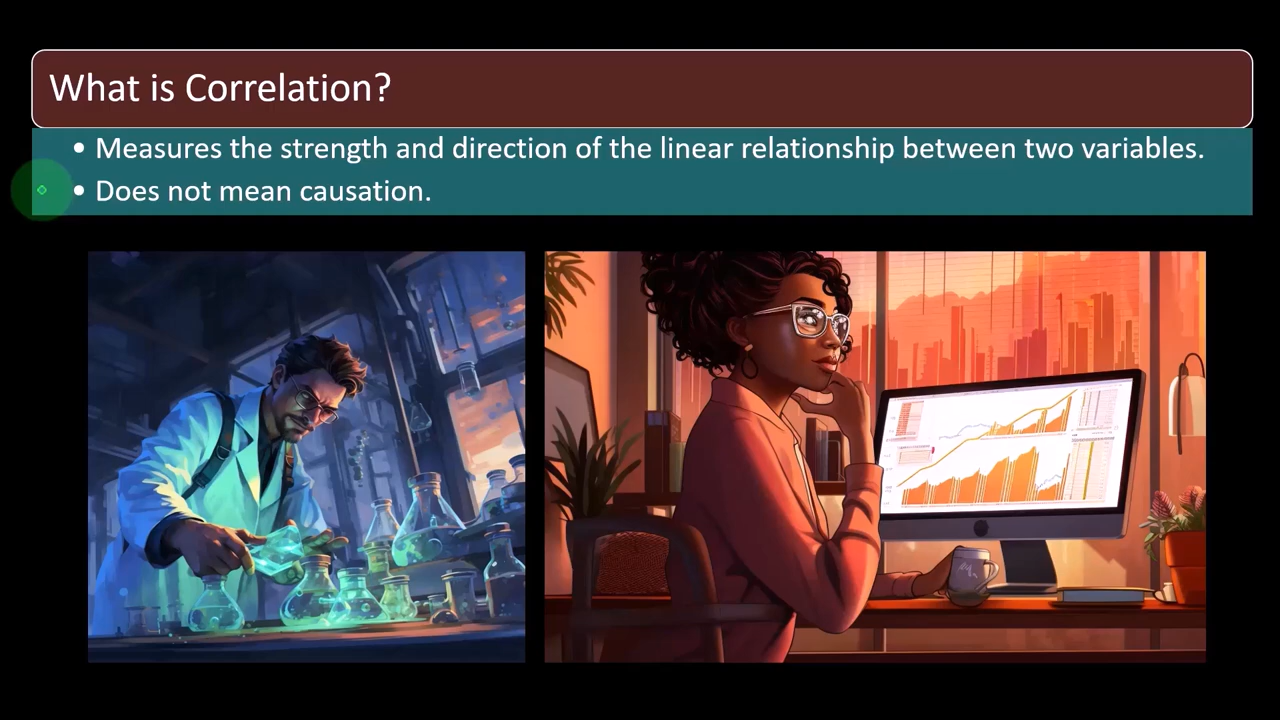 What is Correlation?
• Measures the strength and direction of the linear relationship between two variables.
• Does not mean causation.